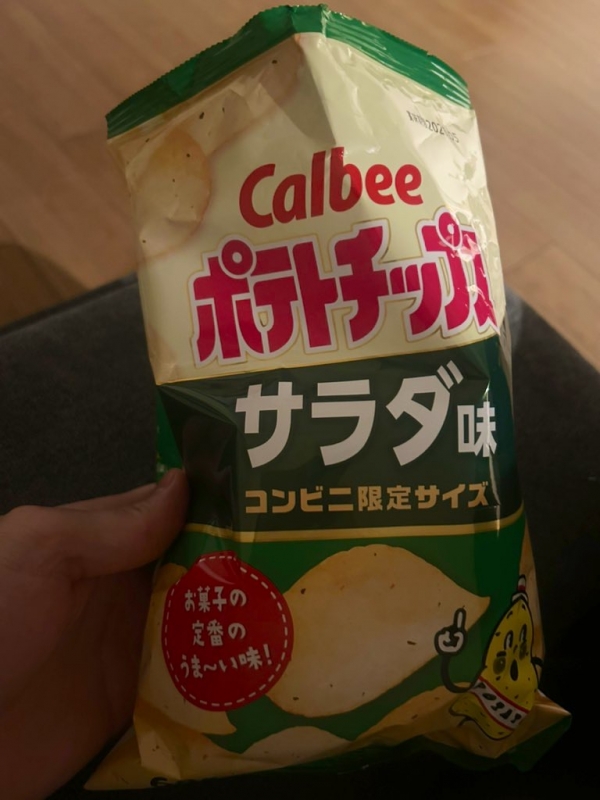 Calbee
ポテトチップス
サラダ味
コンビニ限定サイズ
お菓子の
定番の
うま〜い味!